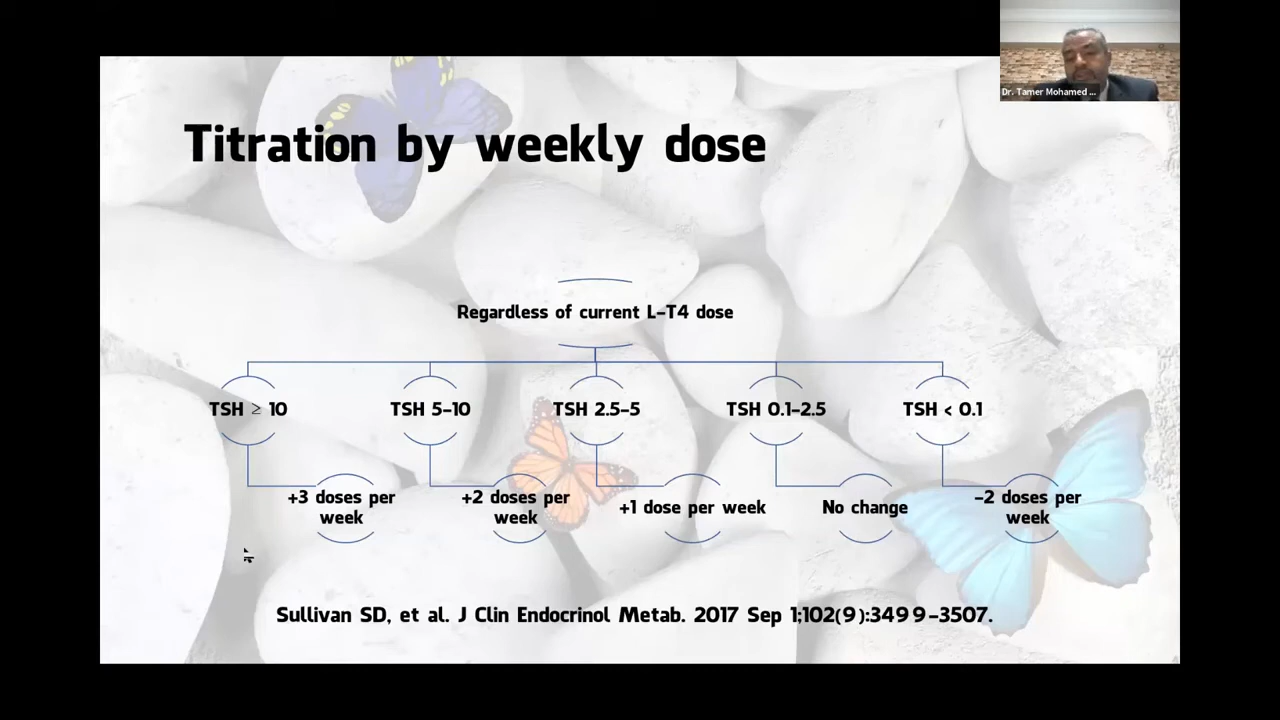 Dr. Tamer Mohamed ...
Titration by weekly dose
Regardless of current L-T4 dose
TSH ≥ 10
TSH 5-10
TSH 2.5-5
TSH 0.1-2.5
TSH < 0.1
+3 doses per
week
+2 doses per
week
+1 dose per week
No change
-2 doses per
week
Sullivan SD, et al. J Clin Endocrinol Metab. 2017 Sep 1;102(9):3499-3507.